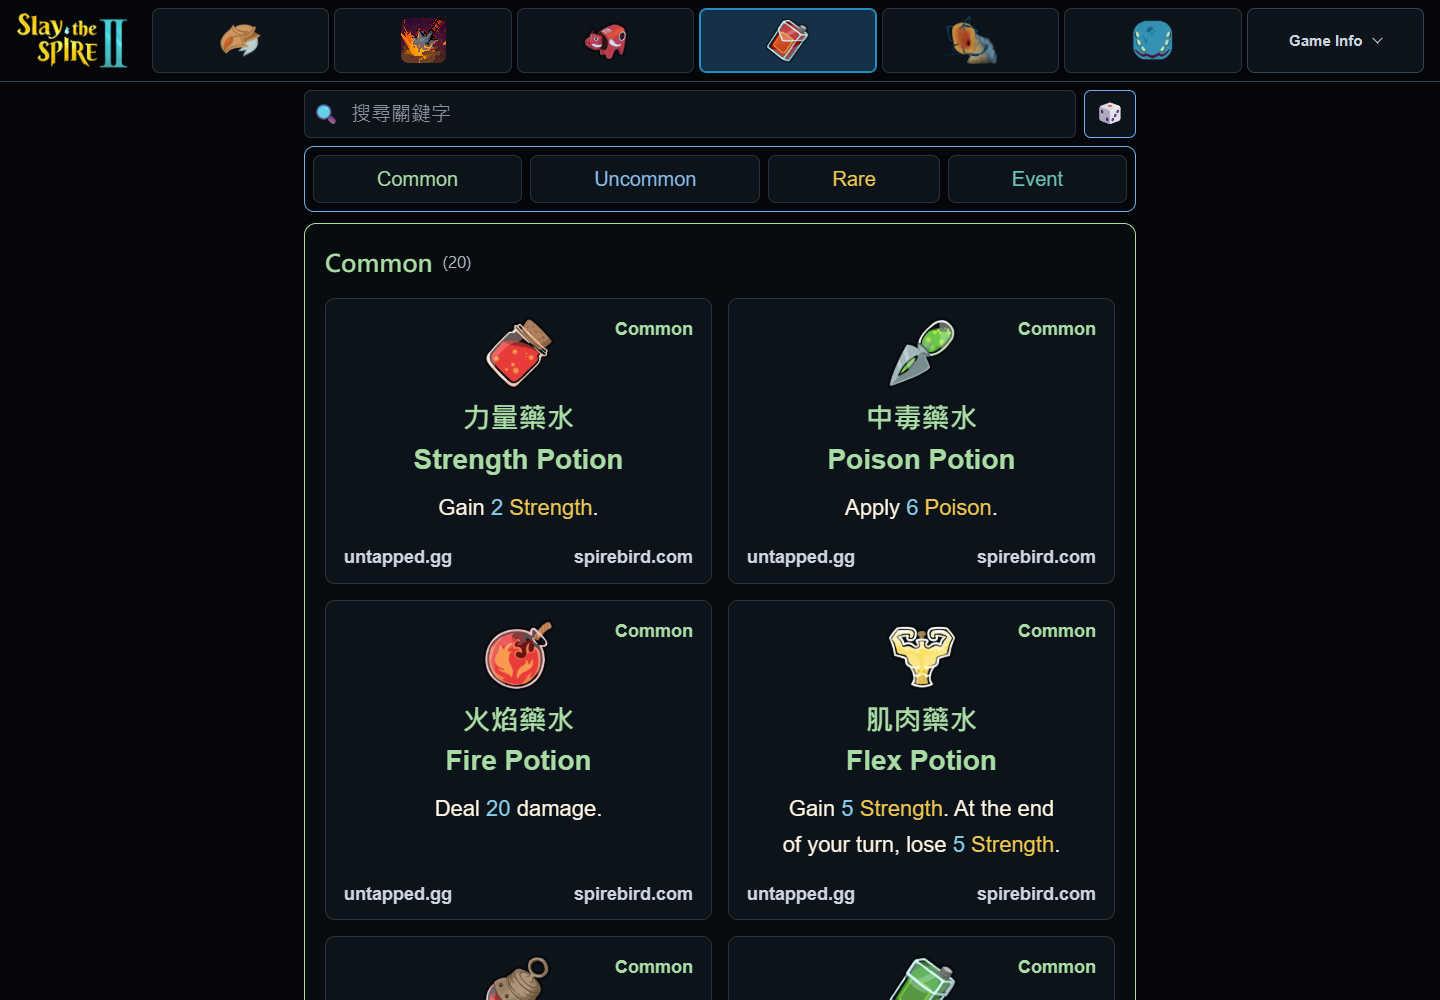 Slay the SPIRE II
Game Info
搜尋關鍵字
Common
Uncommon
Rare
Event
Common (20)
Common
力量藥水
Strength Potion
Gain 2 Strength.
untapped.gg
spirebird.com
Common
中毒藥水
Poison Potion
Apply 6 Poison.
untapped.gg
spirebird.com
Common
火焰藥水
Fire Potion
Deal 20 damage.
untapped.gg
spirebird.com
Common
肌肉藥水
Flex Potion
Gain 5 Strength. At the end
of your turn, lose 5 Strength.
untapped.gg
spirebird.com
Common
Common